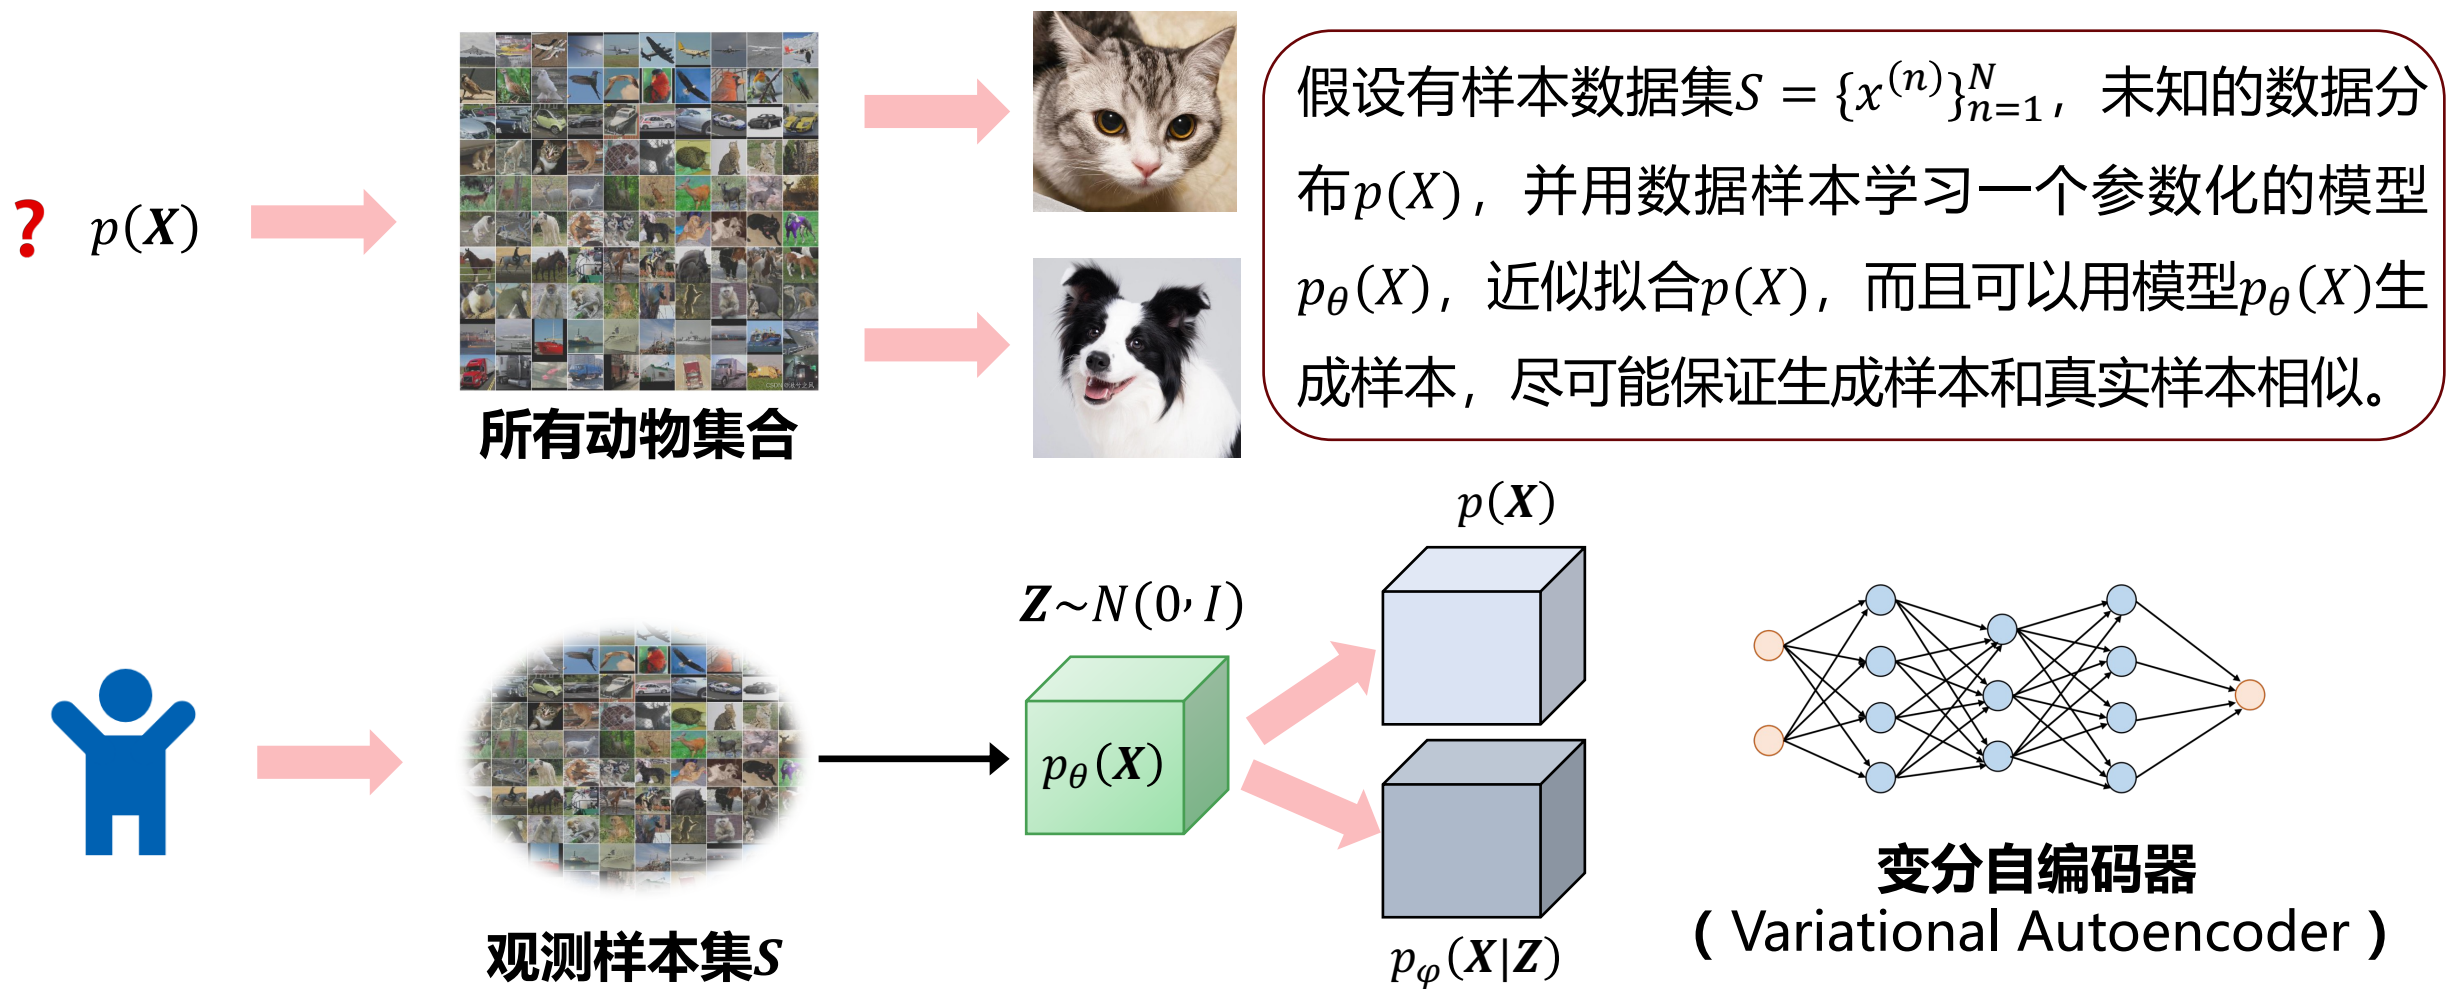 假设有样本数据集S = {x^(n)}_{n=1}^N，未知的数据分
布p(X)，并用数据样本学习一个参数化的模型
p_θ(X)，近似拟合p(X)，而且可以用模型p_θ(X)生
成样本，尽可能保证生成样本和真实样本相似。
? p(X)
所有动物集合
p(X)
Z~N(0, I)
p_θ(X)
p_φ(X|Z)
观测样本集S
变分自编码器
( Variational Autoencoder )